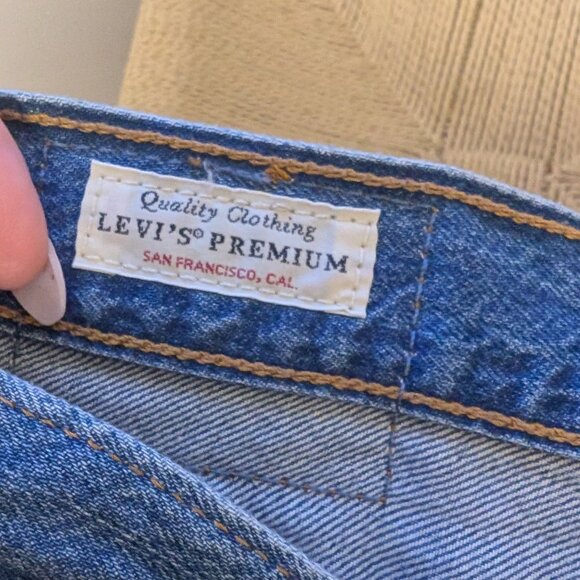 Quality Clothing
LEVI'S® PREMIUM
SAN FRANCISCO, CAL.